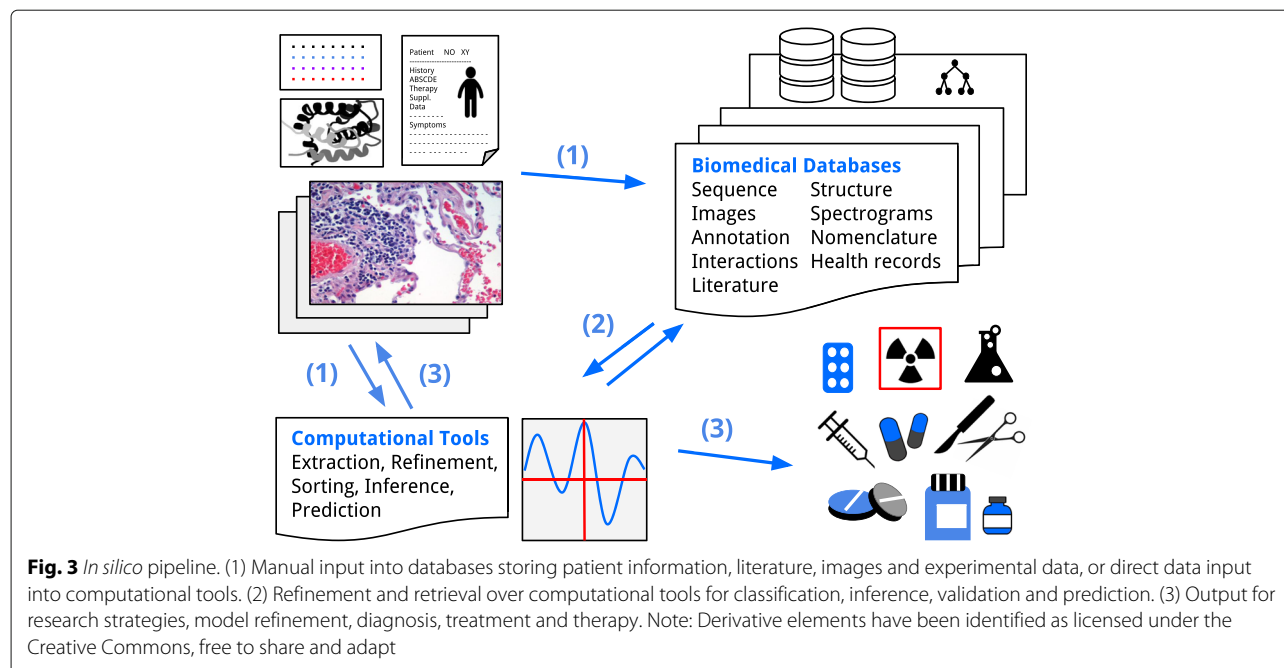 Patient NO XY
History
ABSCDE
Therapy
Suppl.
Data
Symptoms
(1)
Biomedical Databases
Sequence Structure
Images Spectrograms
Annotation Nomenclature
Interactions Health records
Literature
(2)
(1)
(3)
Computational Tools
Extraction, Refinement,
Sorting, Inference,
Prediction
(3)
Fig. 3 In silico pipeline. (1) Manual input into databases storing patient information, literature, images and experimental data, or direct data input
into computational tools. (2) Refinement and retrieval over computational tools for classification, inference, validation and prediction. (3) Output for
research strategies, model refinement, diagnosis, treatment and therapy. Note: Derivative elements have been identified as licensed under the
Creative Commons, free to share and adapt